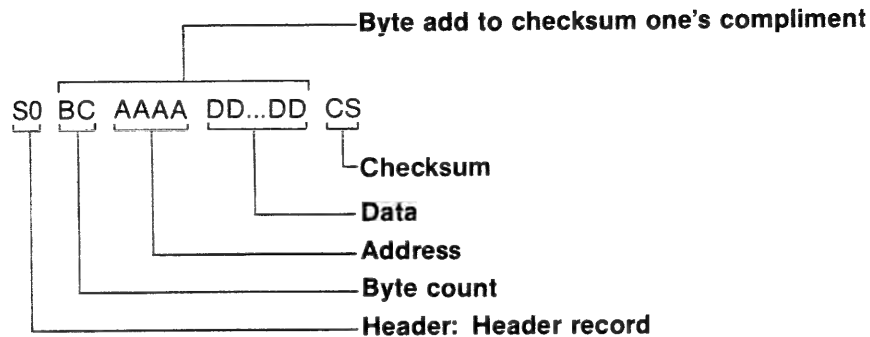 Byte add to checksum one's compliment
S0 BC AAAA DD...DD CS
Checksum
Data
Address
Byte count
Header: Header record